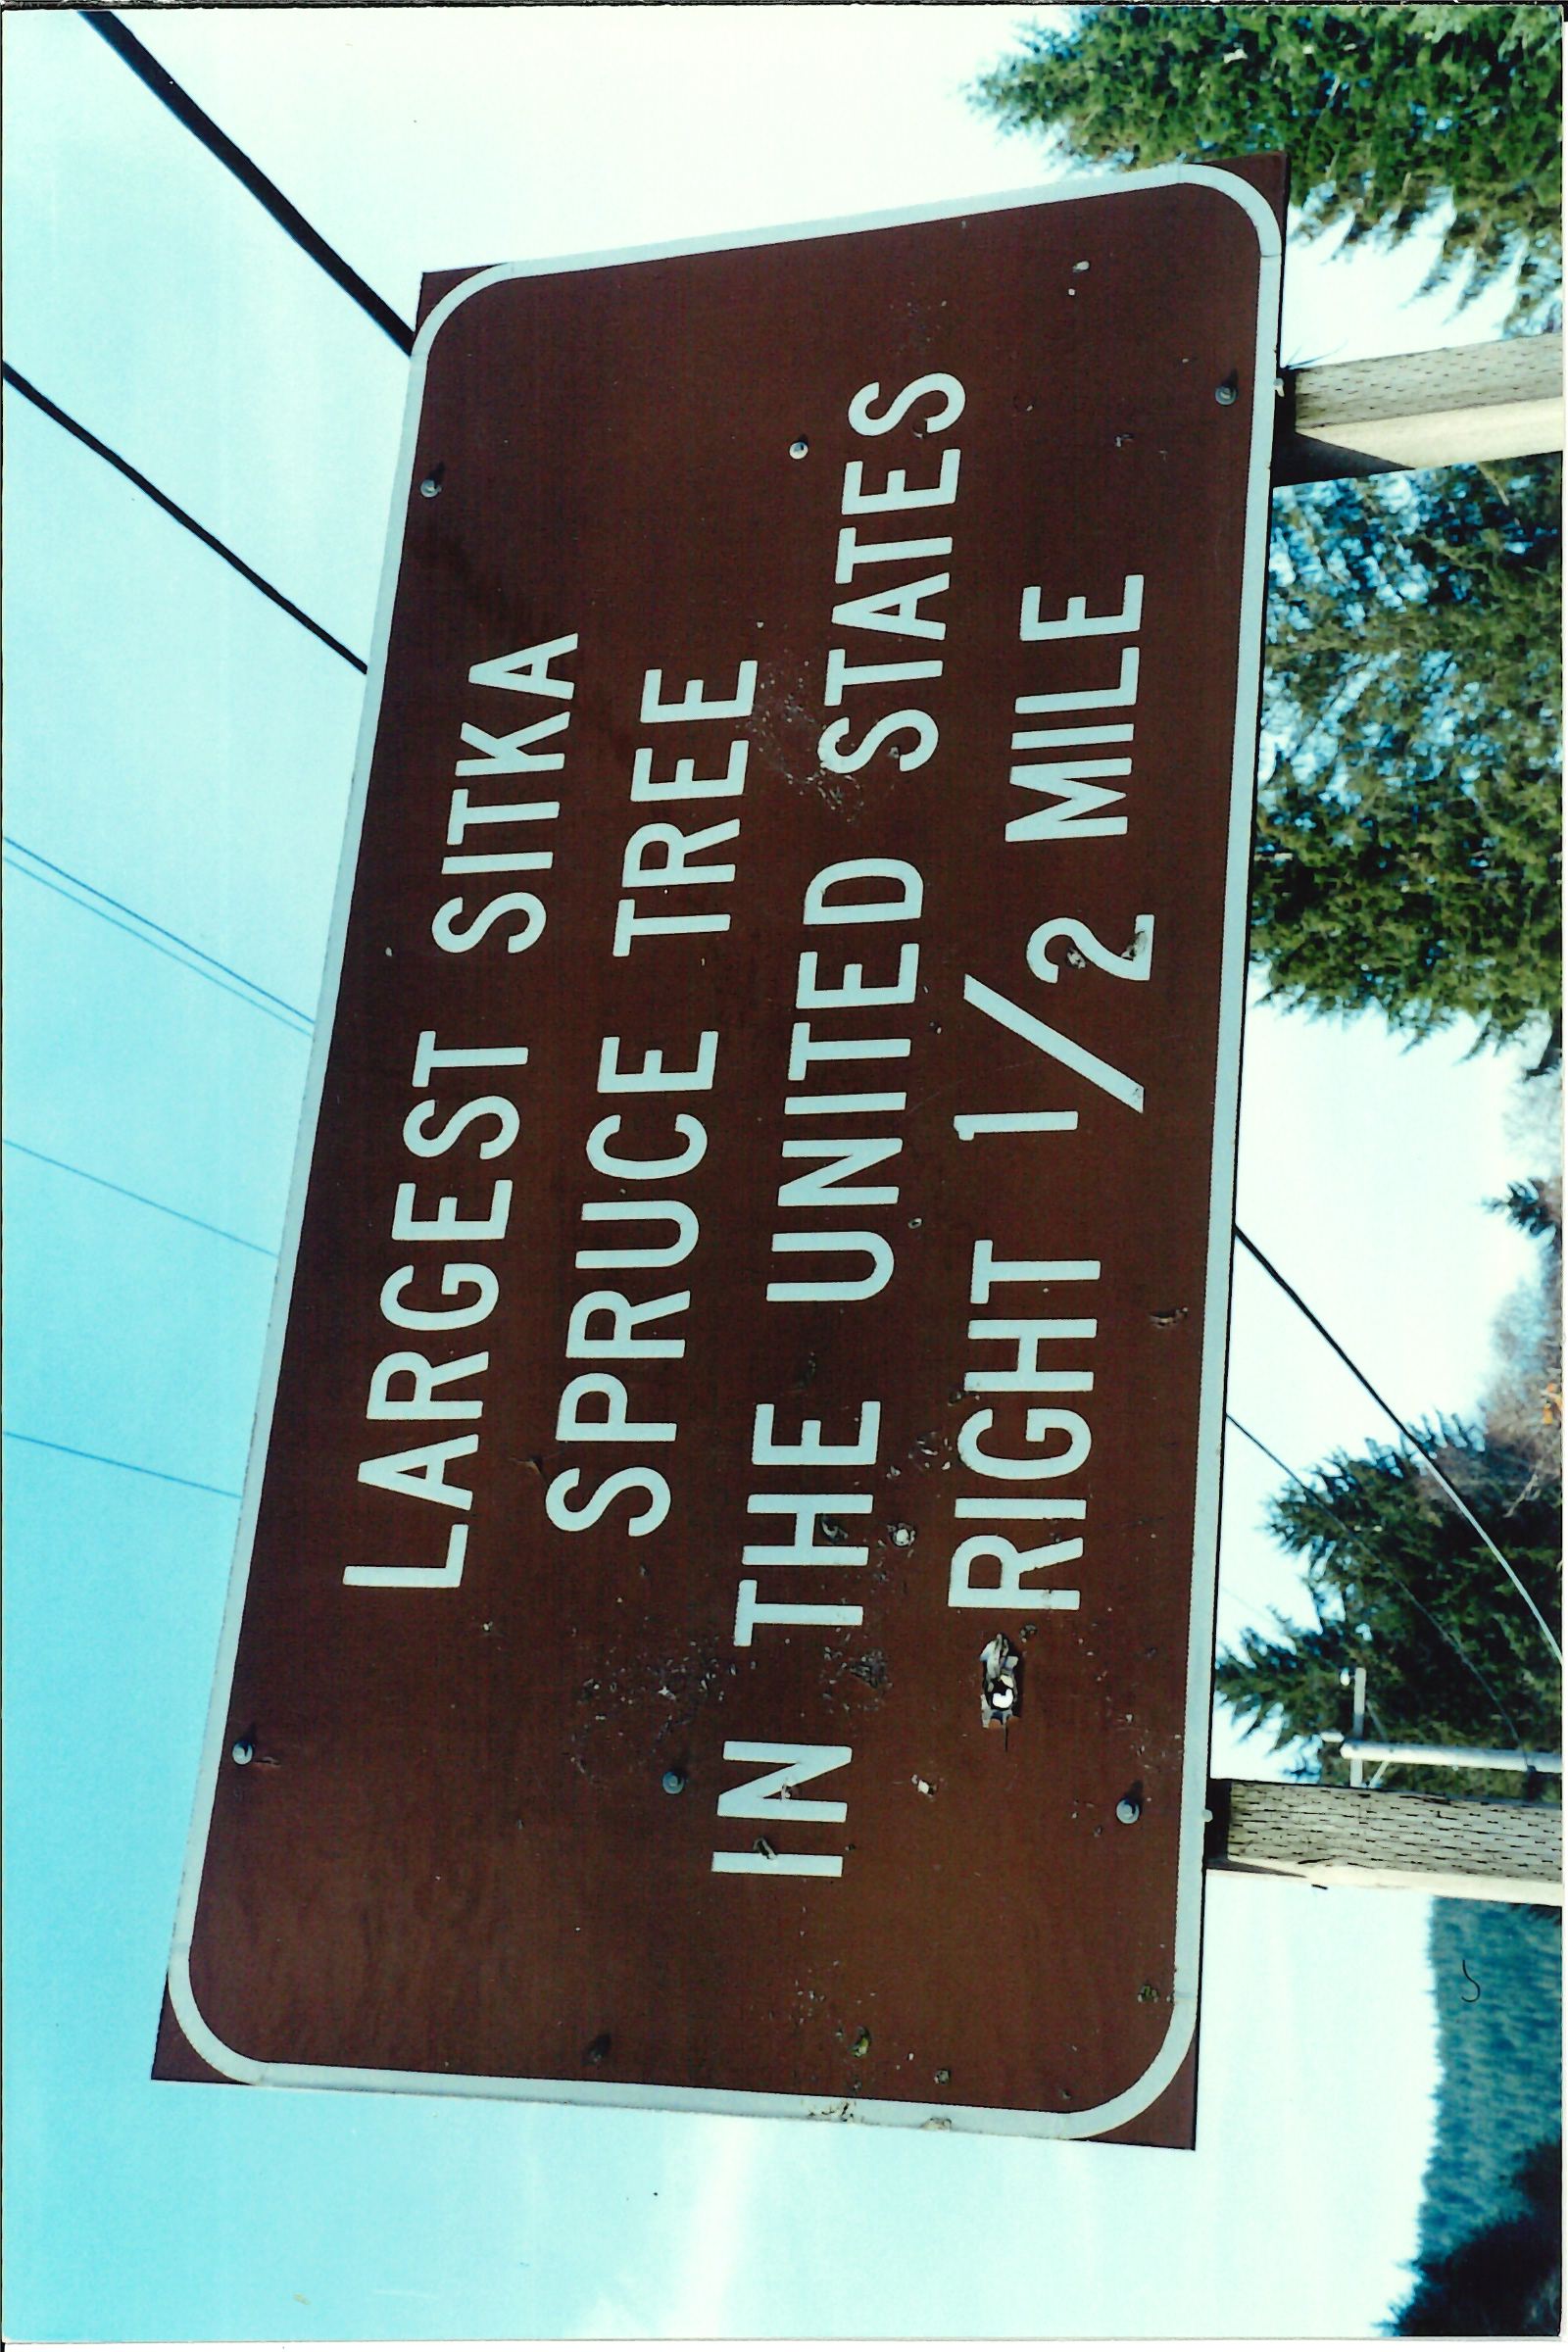 LARGEST SITKA
SPRUCE TREE
IN THE UNITED STATES
RIGHT 1/2 MILE